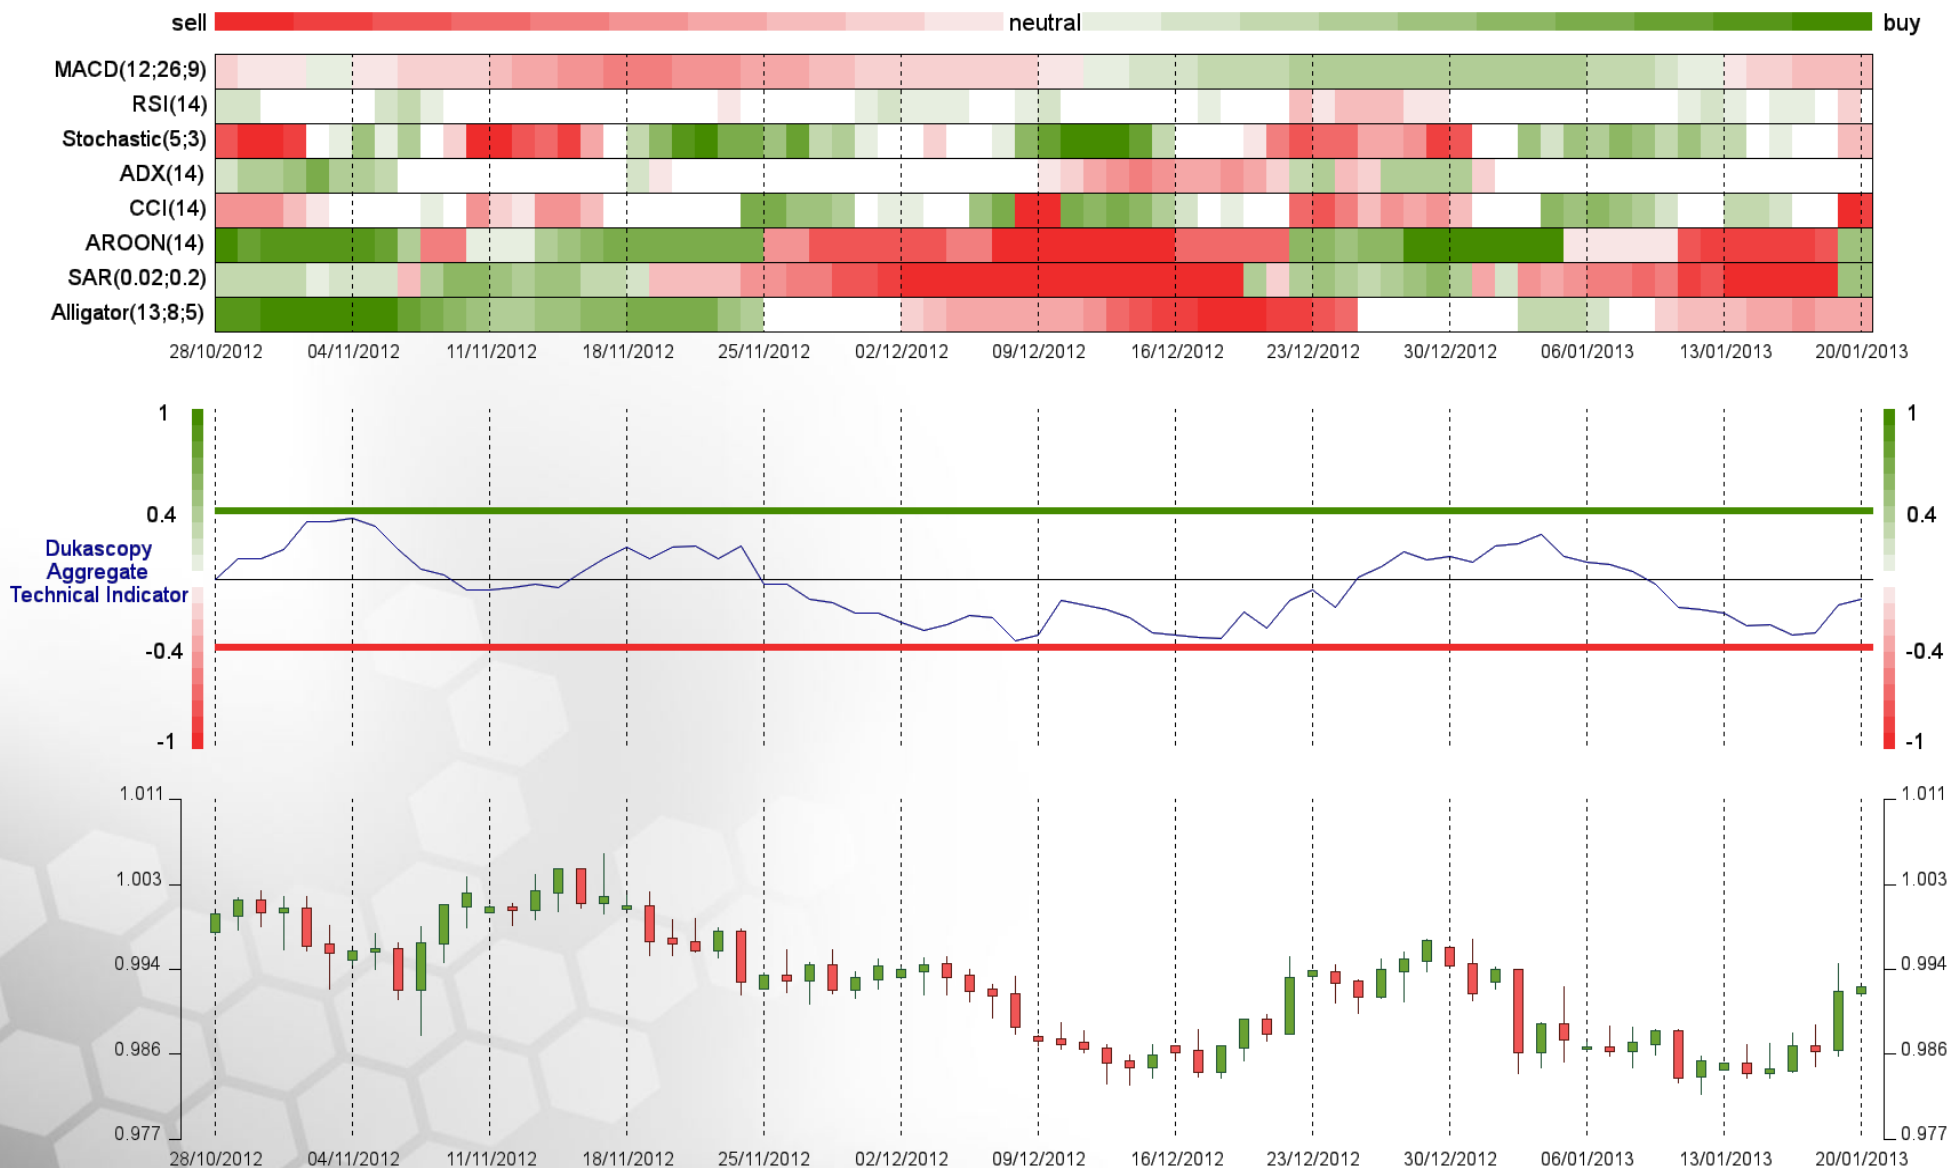 sell neutral buy
MACD(12;26;9)
RSI(14)
Stochastic(5;3)
ADX(14)
CCI(14)
AROON(14)
SAR(0.02;0.2)
Alligator(13;8;5)
28/10/2012 04/11/2012 11/11/2012 18/11/2012 25/11/2012 02/12/2012 09/12/2012 16/12/2012 23/12/2012 30/12/2012 06/01/2013 13/01/2013 20/01/2013
1 1
0.4 0.4
Dukascopy
Aggregate
Technical Indicator
-0.4 -0.4
-1 -1
1.011 1.011
1.003 1.003
0.994 0.994
0.986 0.986
0.977 0.977
28/10/2012 04/11/2012 11/11/2012 18/11/2012 25/11/2012 02/12/2012 09/12/2012 16/12/2012 23/12/2012 30/12/2012 06/01/2013 13/01/2013 20/01/2013